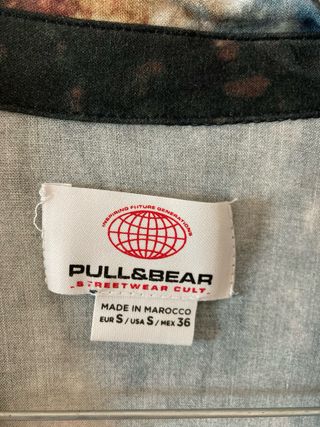 INSPIRING FUTURE GENERATIONS
PULL&BEAR
STREETWEAR CULT
MADE IN MAROCCO
EUR S / USA S / MEX 36